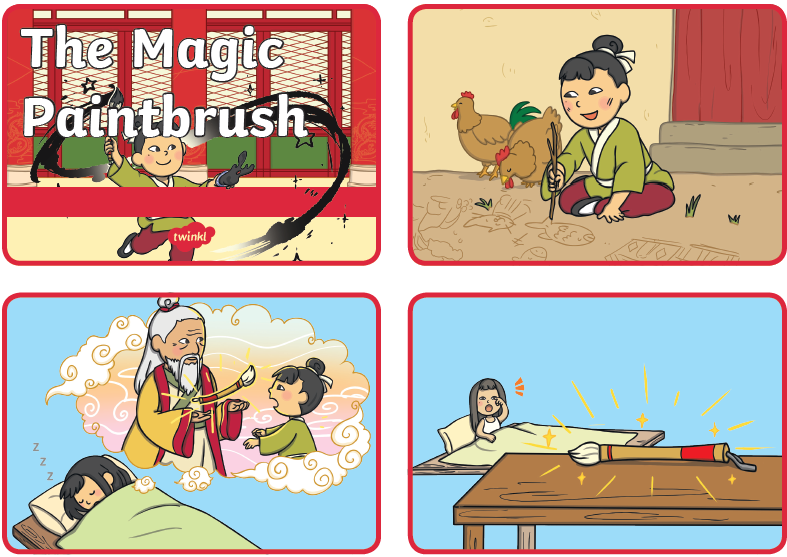 The Magic
Paintbrush
twinkl
z
z
z